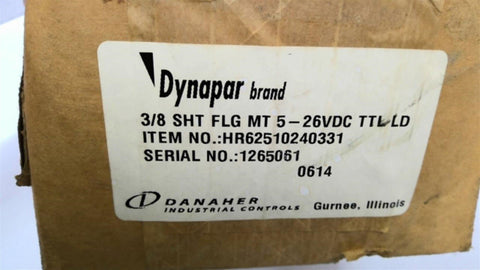 Dynapar brand
3/8 SHT FLG MT 5-26VDC TTL LD
ITEM NO.:HR62510240331
SERIAL NO.:1265061
0614
DANAHER
INDUSTRIAL CONTROLS Gurnee, Illinois